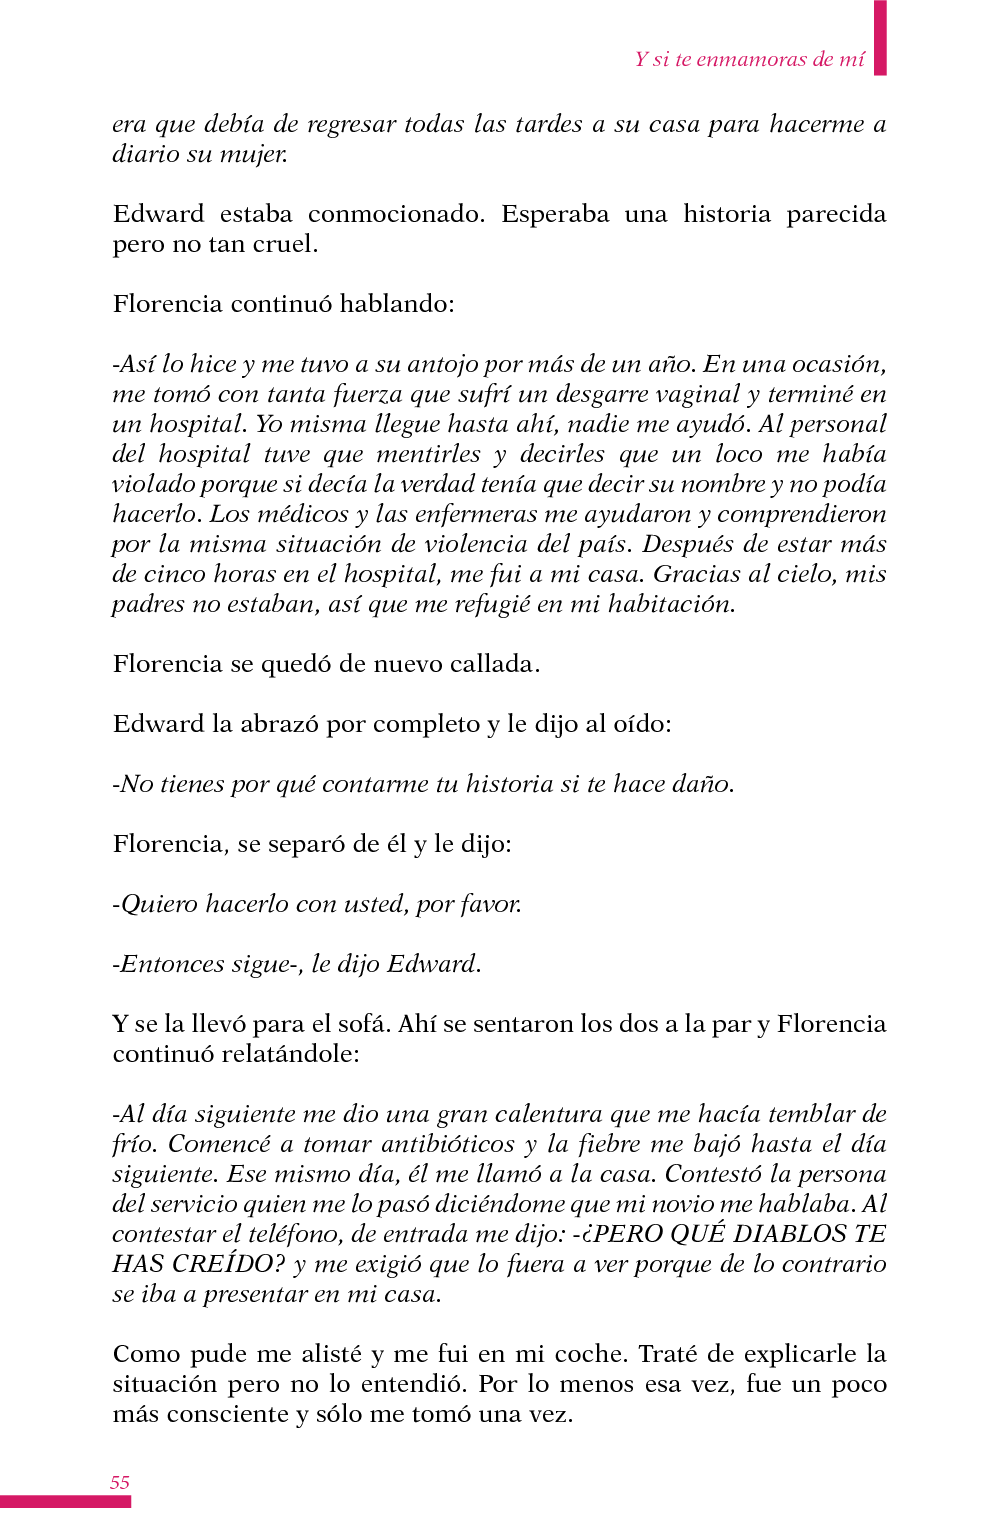 Y si te enmamoras de mí
era que debía de regresar todas las tardes a su casa para hacerme a
diario su mujer.
Edward estaba conmocionado. Esperaba una historia parecida
pero no tan cruel.
Florencia continuó hablando:
-Así lo hice y me tuvo a su antojo por más de un año. En una ocasión,
me tomó con tanta fuerza que sufrí un desgarre vaginal y terminé en
un hospital. Yo misma llegue hasta ahí, nadie me ayudó. Al personal
del hospital tuve que mentirles y decirles que un loco me había
violado porque si decía la verdad tenía que decir su nombre y no podía
hacerlo. Los médicos y las enfermeras me ayudaron y comprendieron
por la misma situación de violencia del país. Después de estar más
de cinco horas en el hospital, me fui a mi casa. Gracias al cielo, mis
padres no estaban, así que me refugié en mi habitación.
Florencia se quedó de nuevo callada.
Edward la abrazó por completo y le dijo al oído:
-No tienes por qué contarme tu historia si te hace daño.
Florencia, se separó de él y le dijo:
-Quiero hacerlo con usted, por favor.
-Entonces sigue-, le dijo Edward.
Y se la llevó para el sofá. Ahí se sentaron los dos a la par y Florencia
continuó relatándole:
-Al día siguiente me dio una gran calentura que me hacía temblar de
frío. Comencé a tomar antibióticos y la fiebre me bajó hasta el día
siguiente. Ese mismo día, él me llamó a la casa. Contestó la persona
del servicio quien me lo pasó diciéndome que mi novio me hablaba. Al
contestar el teléfono, de entrada me dijo: -¿PERO QUÉ DIABLOS TE
HAS CREÍDO? y me exigió que lo fuera a ver porque de lo contrario
se iba a presentar en mi casa.
Como pude me alisté y me fui en mi coche. Traté de explicarle la
situación pero no lo entendió. Por lo menos esa vez, fue un poco
más consciente y sólo me tomó una vez.
55